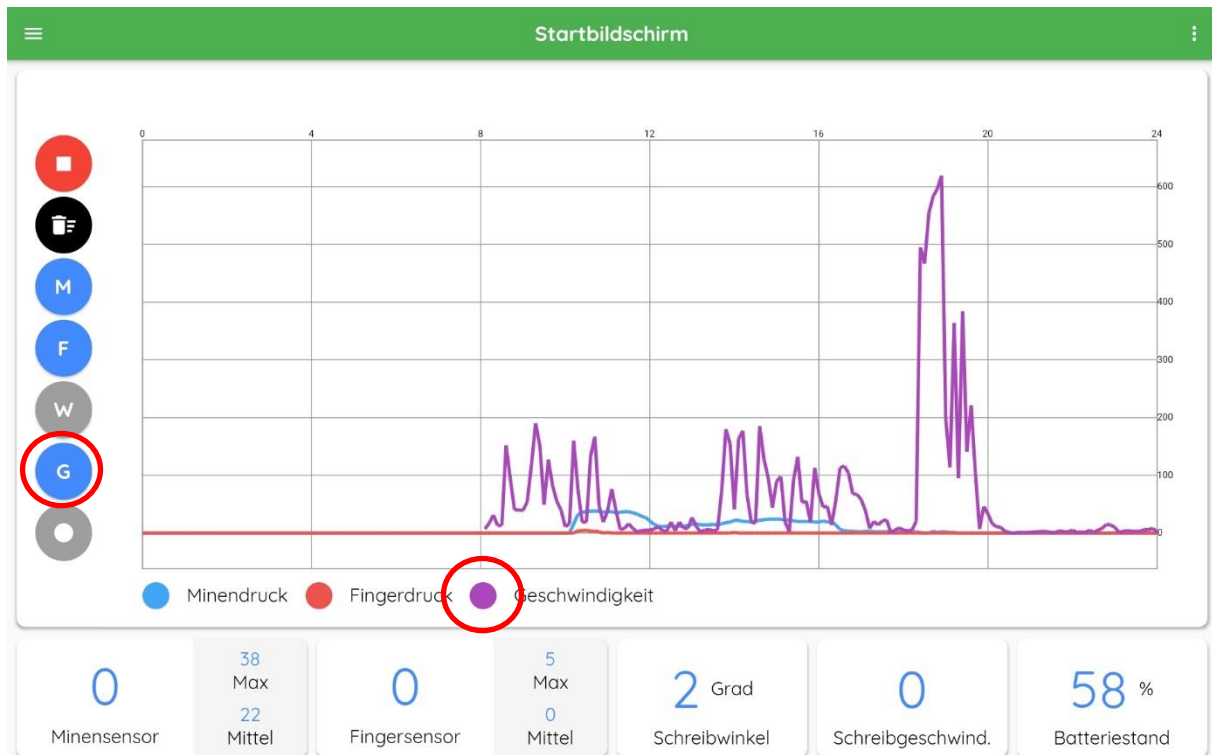 Startbildschirm
0 4 8 12 16 20 24
600
500
400
300
200
100
0
M
F
W
G
Minendruck Fingerdruck Geschwindigkeit
0
Minensensor
38
Max
22
Mittel
0
Fingersensor
5
Max
0
Mittel
2 Grad
Schreibwinkel
0
Schreibgeschwind.
58 %
Batteriestand